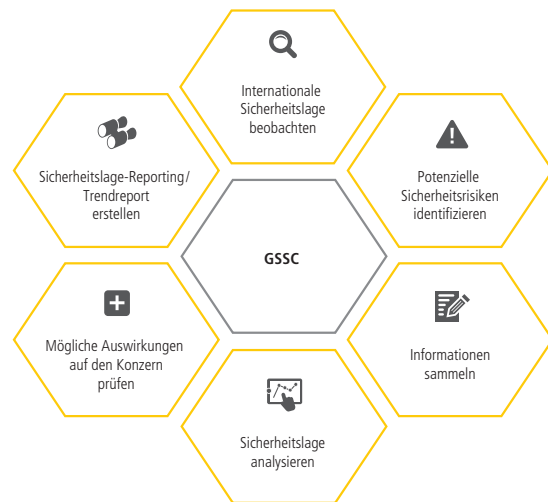 Internationale
Sicherheitslage
beobachten
Potenzielle
Sicherheitsrisiken
identifizieren
Informationen
sammeln
Sicherheitslage
analysieren
Mögliche Auswirkungen
auf den Konzern
prüfen
Sicherheitslage-Reporting/
Trendreport
erstellen
GSSC